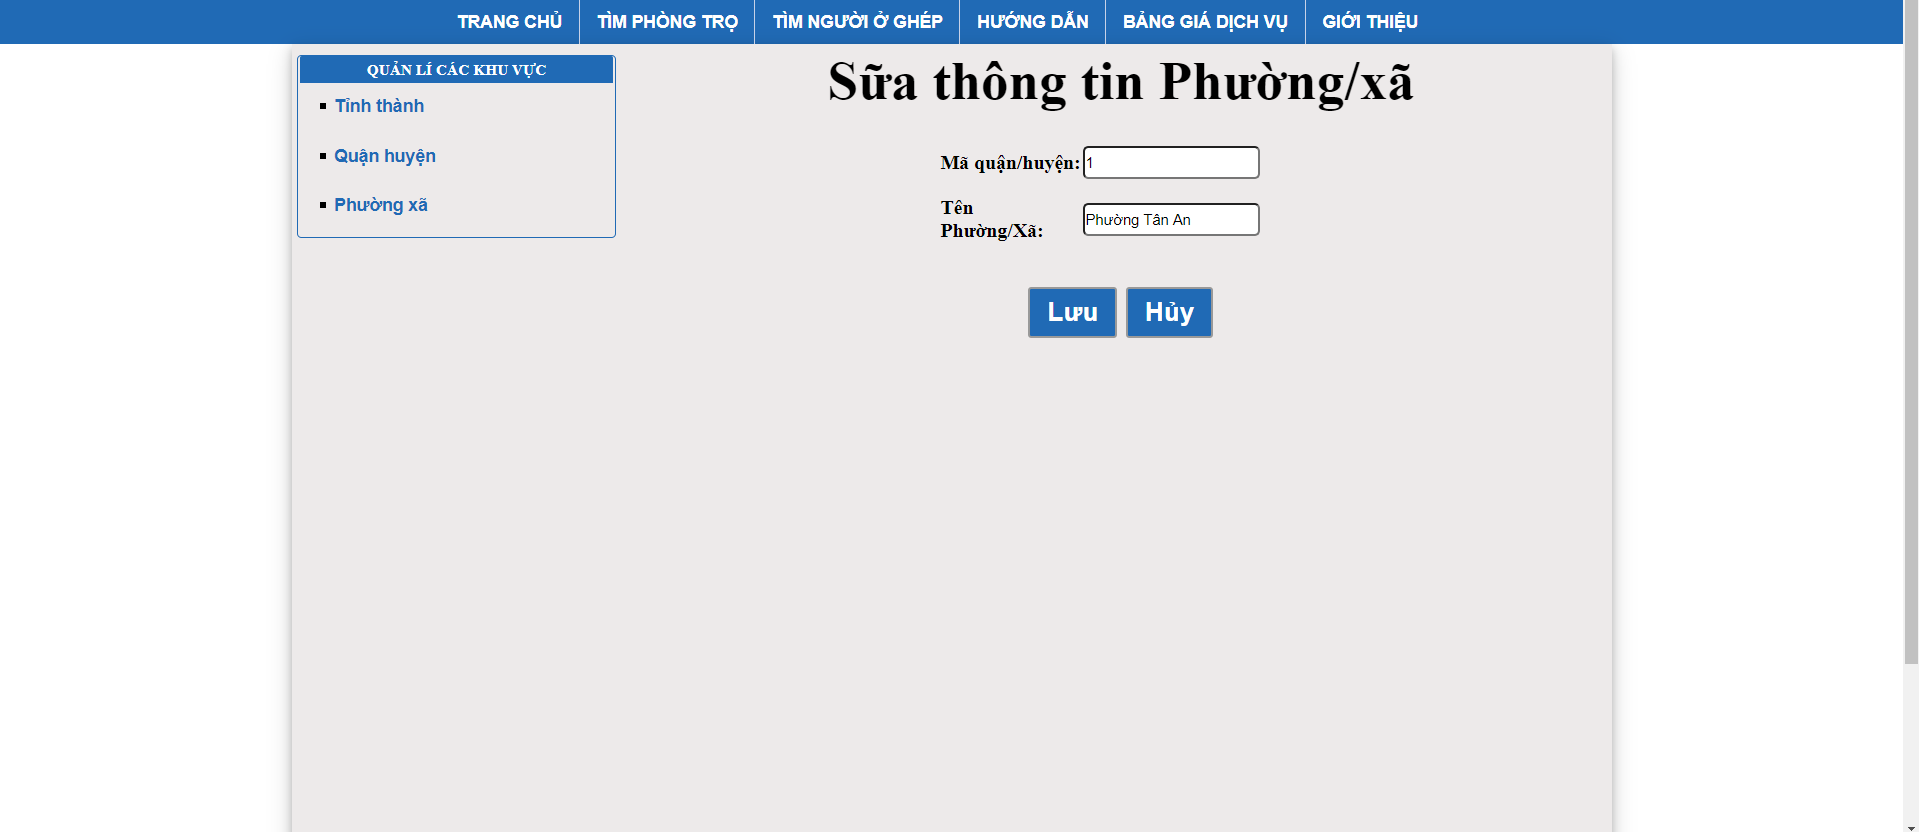 TRANG CHỦ TÌM PHÒNG TRỌ TÌM NGƯỜI Ở GHÉP HƯỚNG DẪN BẢNG GIÁ DỊCH VỤ GIỚI THIỆU
QUẢN LÍ CÁC KHU VỰC
Tỉnh thành
Quận huyện
Phường xã
Sữa thông tin Phường/xã
Mã quận/huyện: 1
Tên
Phường/Xã: Phường Tân An
Lưu Hủy